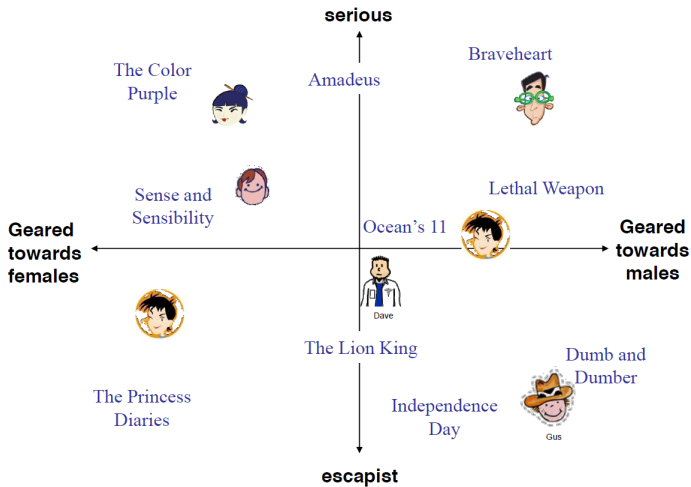 serious
Braveheart
The Color
Purple
Amadeus
Sense and
Sensibility
Lethal Weapon
Ocean's 11
Geared
towards
females
Geared
towards
males
Dave
The Lion King
Dumb and
Dumber
The Princess
Diaries
Independence
Day
Gus
escapist